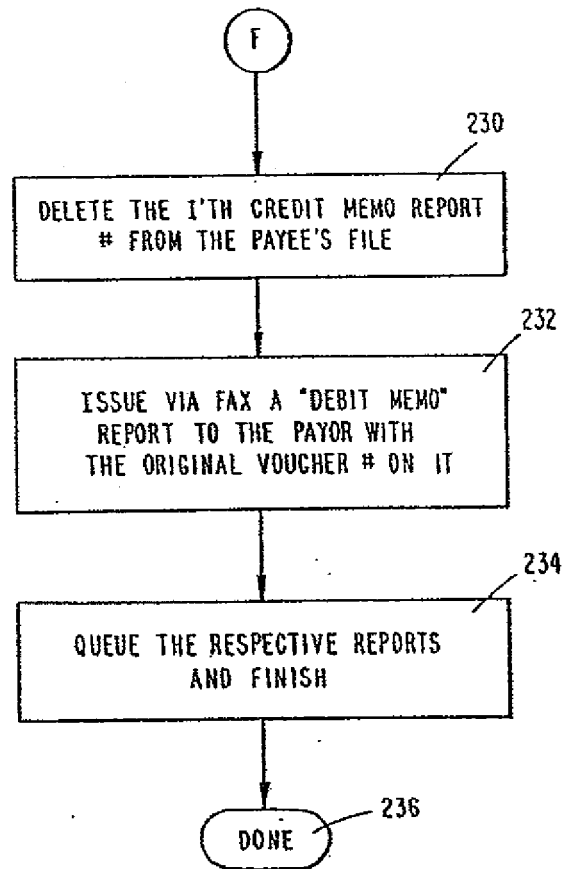 F
230
DELETE THE I'TH CREDIT MEMO REPORT
# FROM THE PAYEE'S FILE
232
ISSUE VIA FAX A "DEBIT MEMO"
REPORT TO THE PAYOR WITH
THE ORIGINAL VOUCHER # ON IT
234
QUEUE THE RESPECTIVE REPORTS
AND FINISH
236
DONE